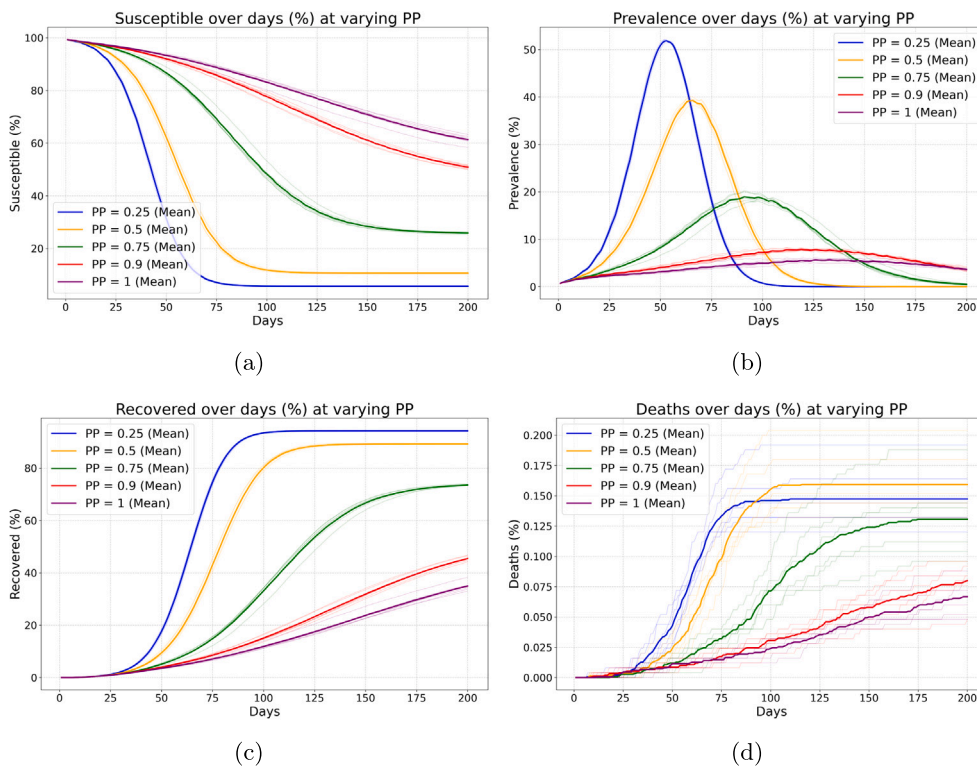 Susceptible over days (%) at varying PP
Susceptible (%)
100
80
60
40
20
PP = 0.25 (Mean)
PP = 0.5 (Mean)
PP = 0.75 (Mean)
PP = 0.9 (Mean)
PP = 1 (Mean)
0 25 50 75 100 125 150 175 200
Days
(a)
Prevalence over days (%) at varying PP
Prevalence (%)
50
40
30
20
10
0
PP = 0.25 (Mean)
PP = 0.5 (Mean)
PP = 0.75 (Mean)
PP = 0.9 (Mean)
PP = 1 (Mean)
0 25 50 75 100 125 150 175 200
Days
(b)
Recovered over days (%) at varying PP
Recovered (%)
80
60
40
20
0
PP = 0.25 (Mean)
PP = 0.5 (Mean)
PP = 0.75 (Mean)
PP = 0.9 (Mean)
PP = 1 (Mean)
0 25 50 75 100 125 150 175 200
Days
(c)
Deaths over days (%) at varying PP
Deaths (%)
0.200
0.175
0.150
0.125
0.100
0.075
0.050
0.025
0.000
PP = 0.25 (Mean)
PP = 0.5 (Mean)
PP = 0.75 (Mean)
PP = 0.9 (Mean)
PP = 1 (Mean)
0 25 50 75 100 125 150 175 200
Days
(d)